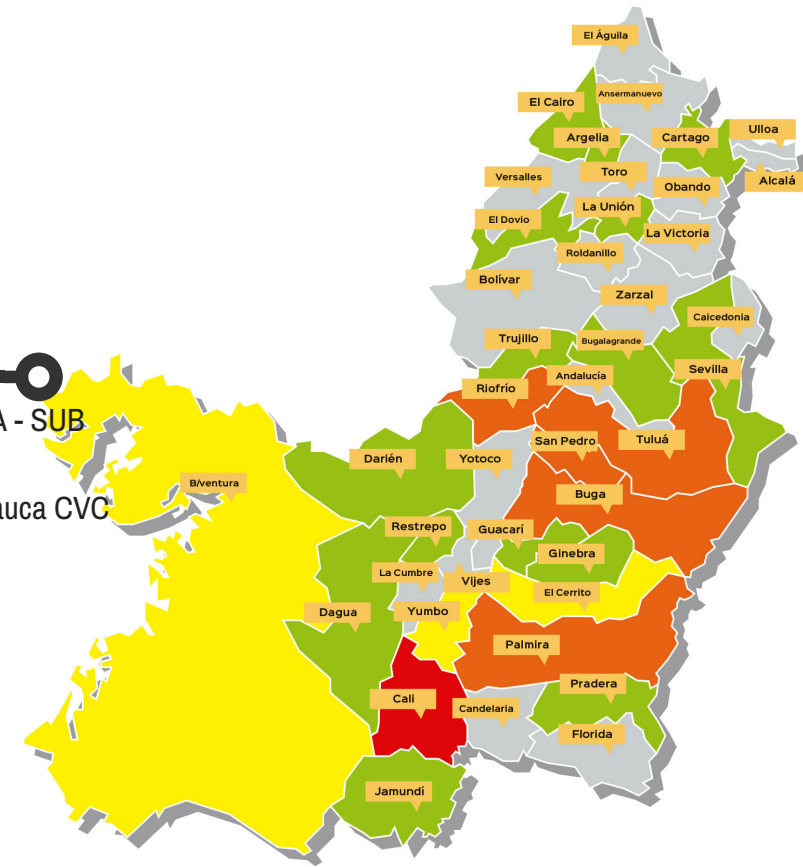 El Águila
Ansermanuevo
El Cairo
Ulloa
Argelia
Cartago
Toro
Versalles
Alcalá
Obando
La Unión
El Dovio
La Victoria
Roldanillo
Bolívar
Zarzal
Caicedonia
Trujillo
Bugalagrande
Sevilla
Andalucía
Riofrío
A - SUB
San Pedro
Tuluá
Darién
Yotoco
B/ventura
Buga
auca CVC
Restrepo
Guacarí
Ginebra
La Cumbre
Vijes
El Cerrito
Dagua
Yumbo
Palmira
Pradera
Cali
Candelaria
Florida
Jamundí